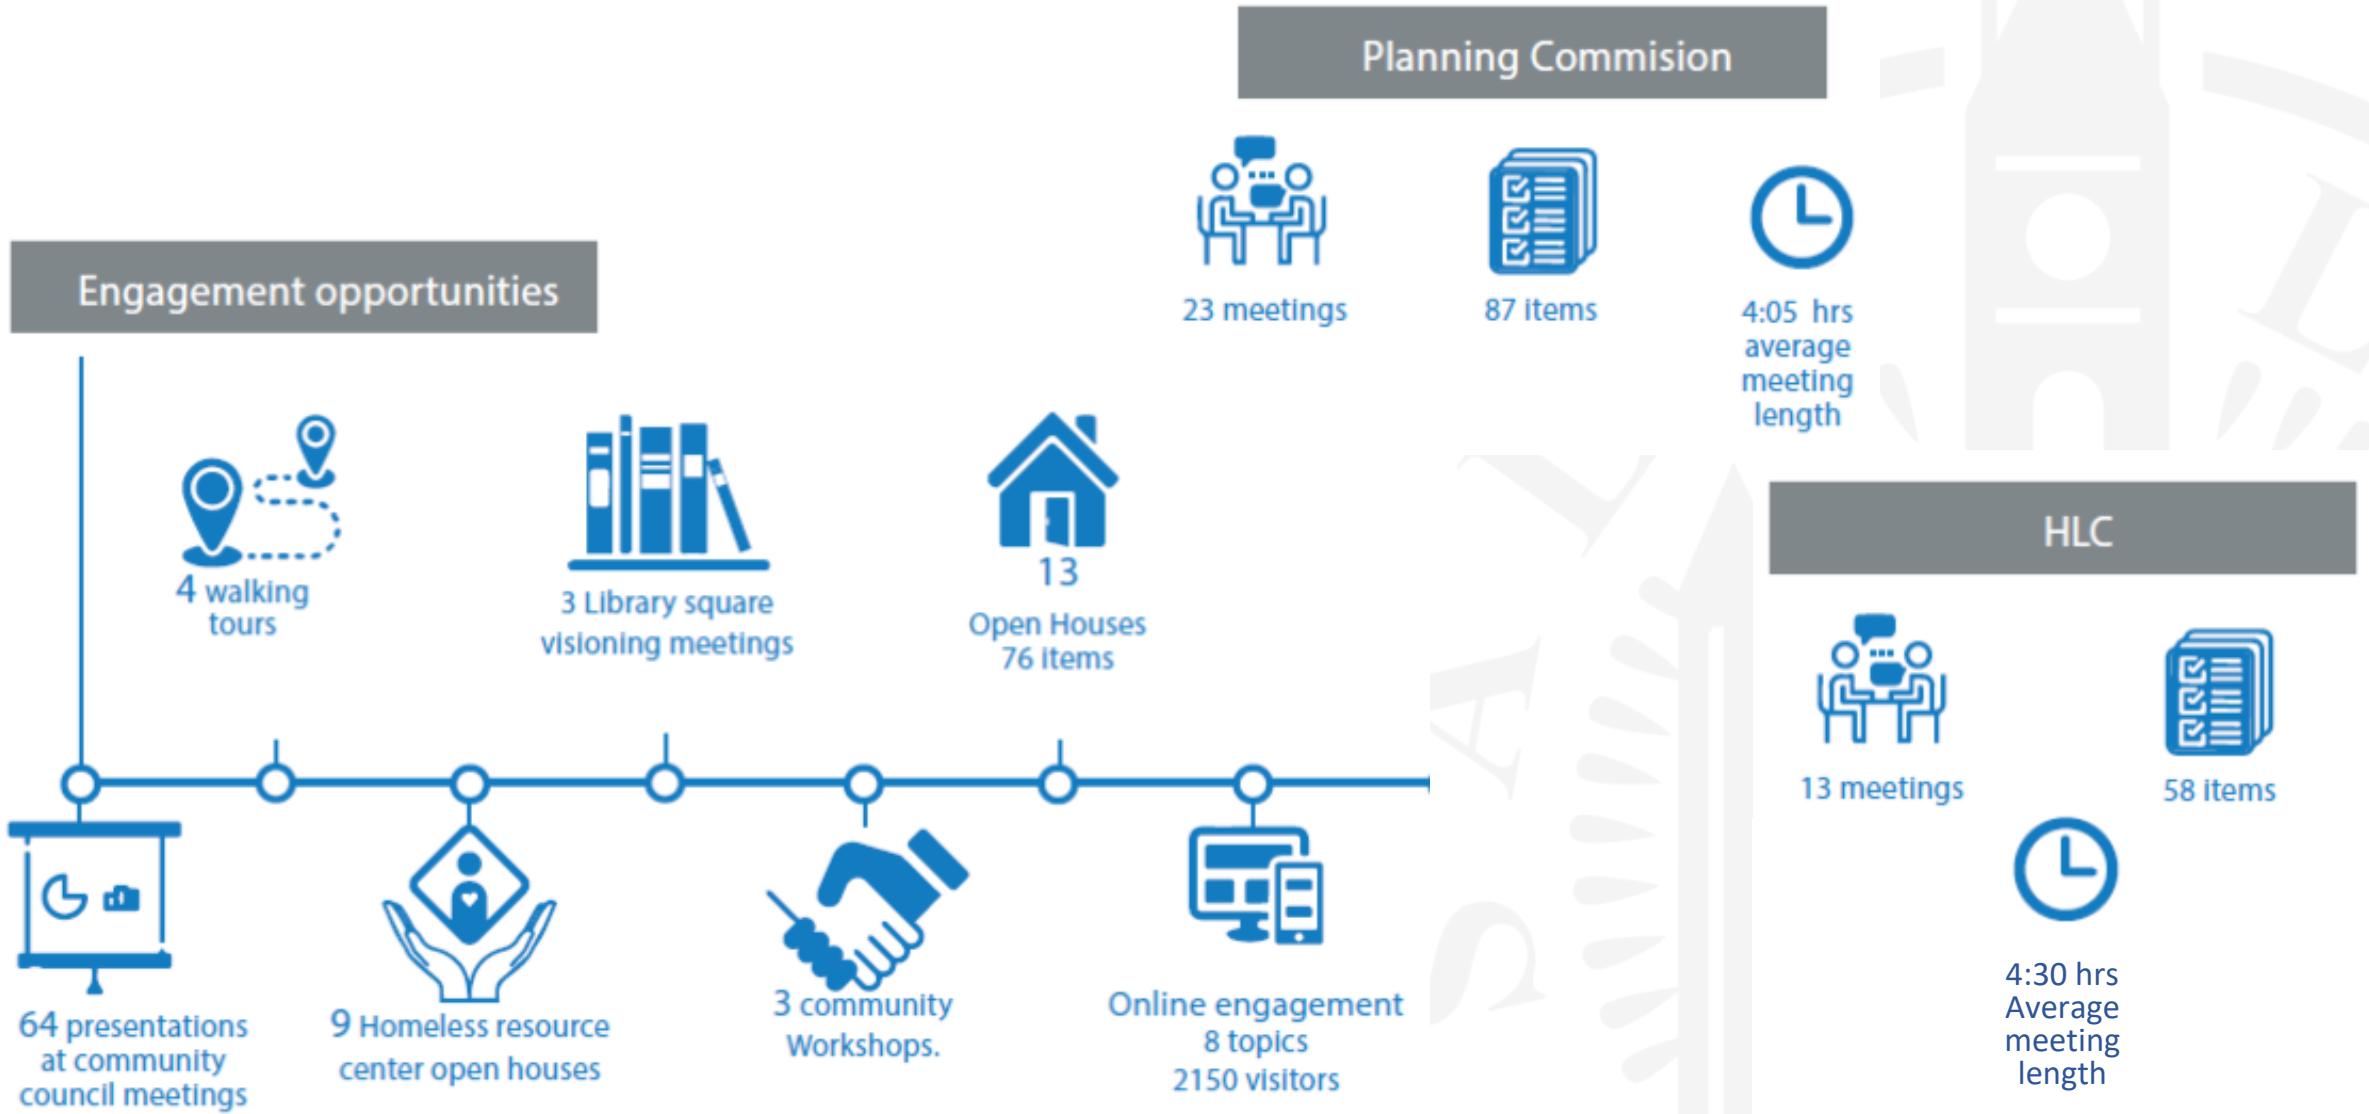 Planning Commision
23 meetings
87 items
4:05 hrs
average
meeting
length
Engagement opportunities
4 walking
tours
3 Library square
visioning meetings
13
Open Houses
76 items
64 presentations
at community
council meetings
9 Homeless resource
center open houses
3 community
Workshops.
Online engagement
8 topics
2150 visitors
HLC
13 meetings
58 items
4:30 hrs
Average
meeting
length
S A L
L